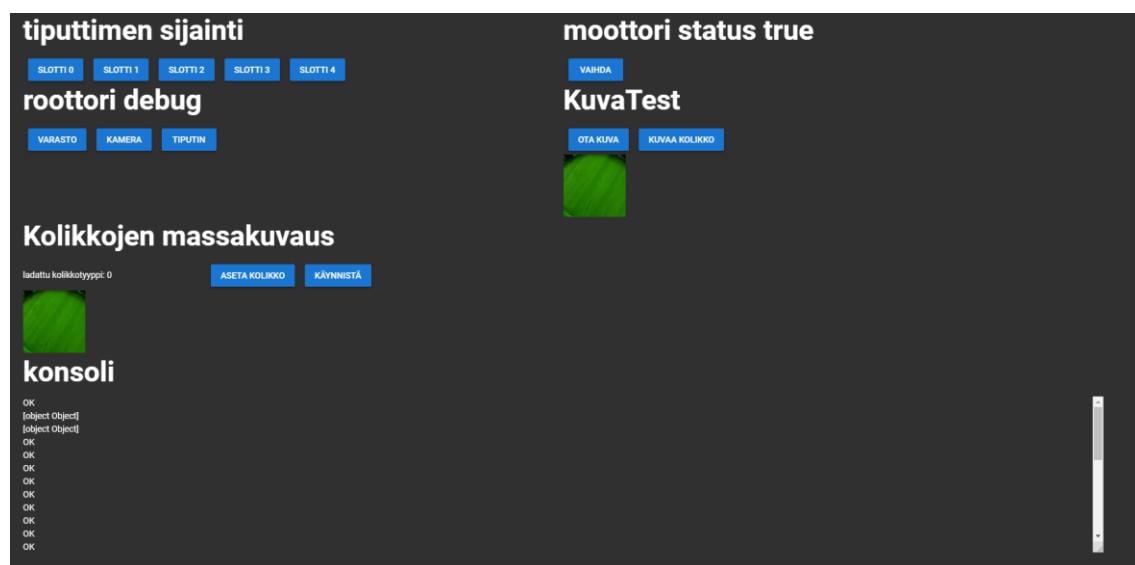 tiputtimen sijainti
SLOTTI 0 SLOTTI 1 SLOTTI 2 SLOTTI 3 SLOTTI 4
moottori status true
VAIHDA
roottori debug
VARASTO KAMERA TIPUTIN
KuvaTest
OTA KUVA KUVAA KOLIKKO
Kolikkojen massakuvaus
ladattu kolikkotyyppi: 0 ASETA KOLIKKO KÄYNNISTÄ
konsoli
OK
[object Object]
[object Object]
OK
OK
OK
OK
OK
OK
OK
OK
OK